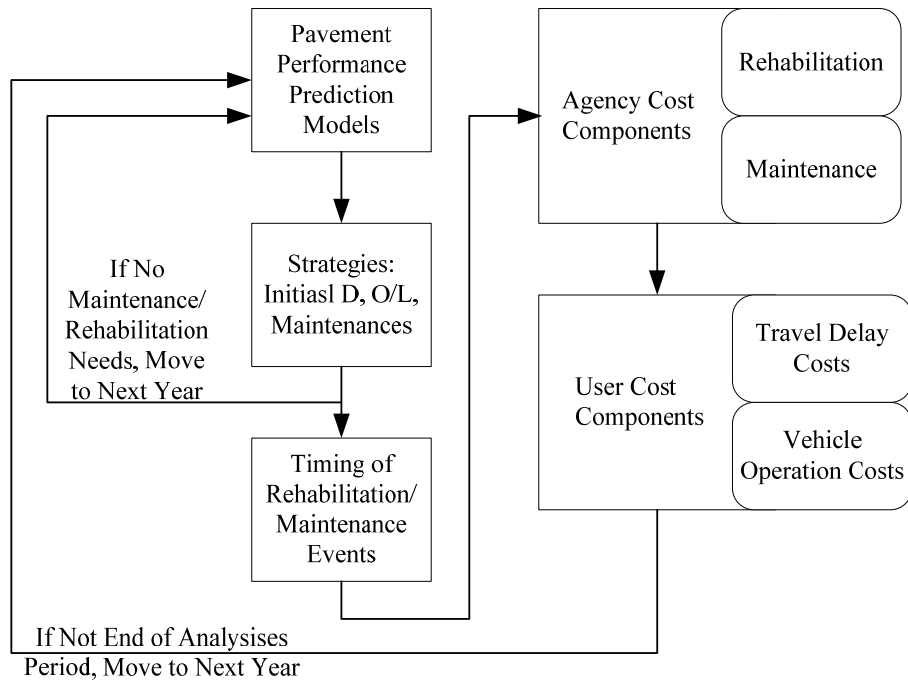 Pavement
Performance
Prediction
Models
Strategies:
Initiasl D, O/L,
Maintenances
If No
Maintenance/
Rehabilitation
Needs, Move
to Next Year
Timing of
Rehabilitation/
Maintenance
Events
Agency Cost
Components
Rehabilitation
Maintenance
User Cost
Components
Travel Delay
Costs
Vehicle
Operation Costs
If Not End of Analysises
Period, Move to Next Year